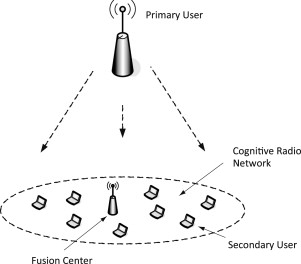 Primary User
Cognitive Radio
Network
Secondary User
Fusion Center